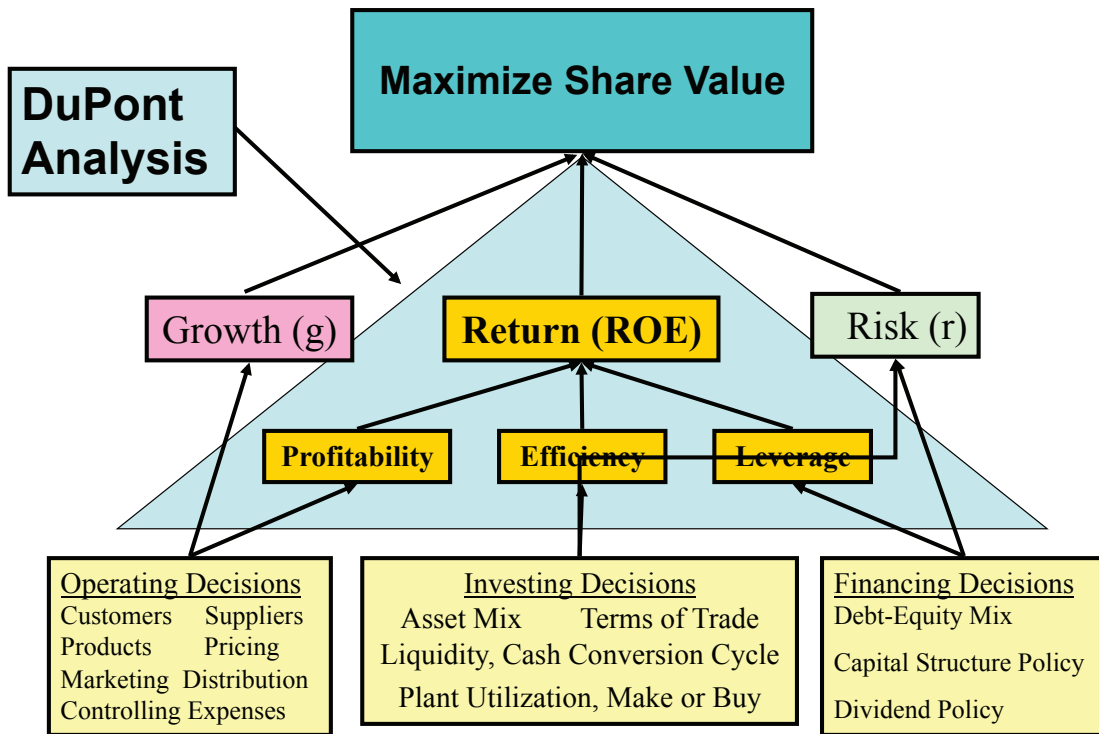 Maximize Share Value
DuPont
Analysis
Growth (g)
Return (ROE)
Risk (r)
Profitability
Efficiency
Leverage
Operating Decisions
Customers Suppliers
Products Pricing
Marketing Distribution
Controlling Expenses
Investing Decisions
Asset Mix Terms of Trade
Liquidity, Cash Conversion Cycle
Plant Utilization, Make or Buy
Financing Decisions
Debt-Equity Mix
Capital Structure Policy
Dividend Policy